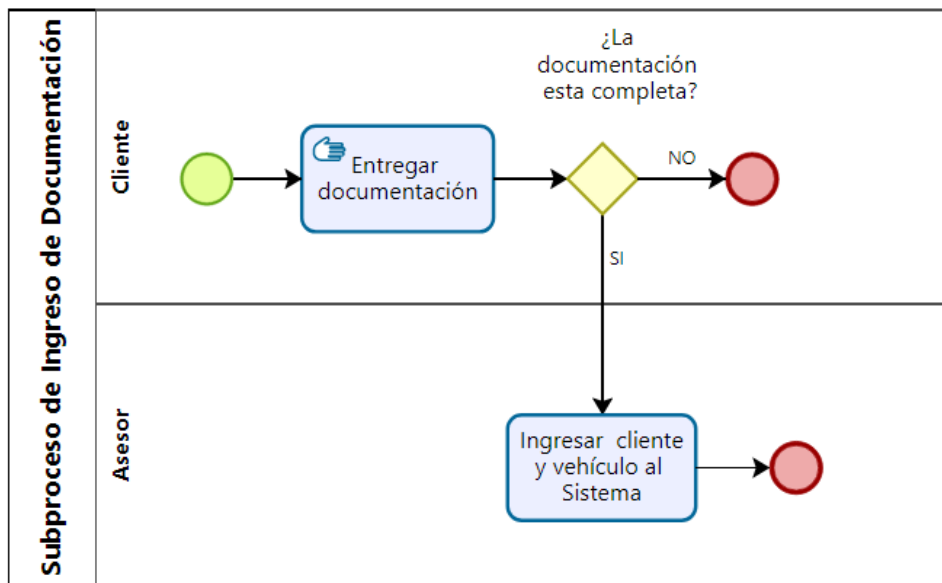 Subproceso de Ingreso de Documentación
Cliente
Entregar
documentación
¿La
documentación
esta completa?
NO
SI
Asesor
Ingresar cliente
y vehículo al
Sistema